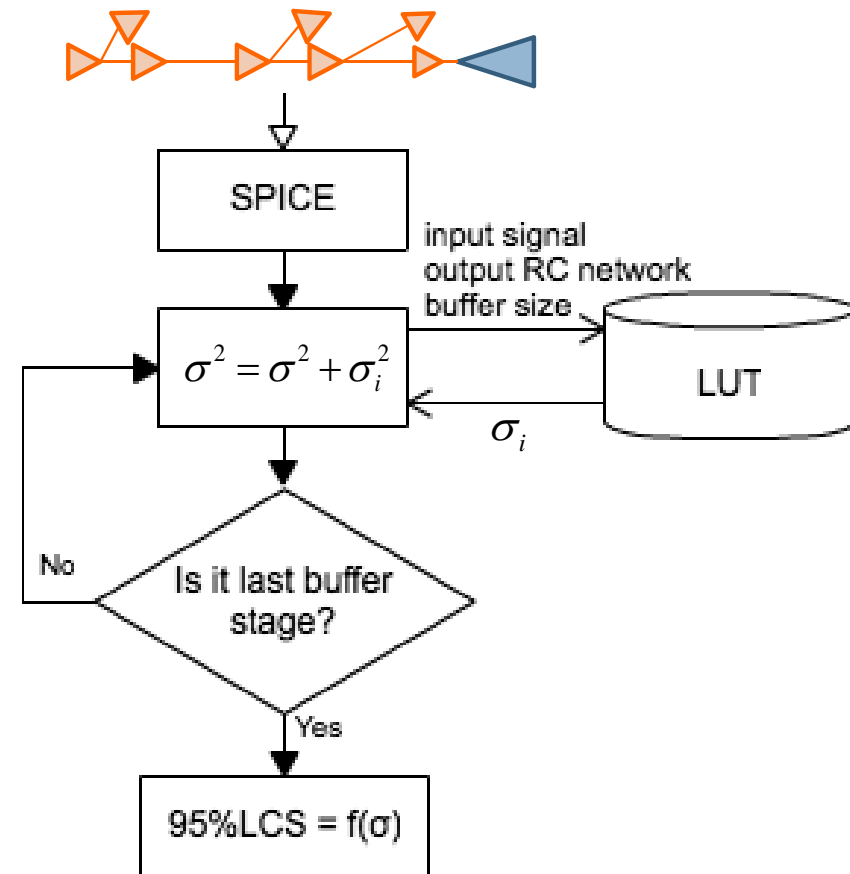 SPICE
input signal
output RC network
buffer size
σ² = σ² + σᵢ²
LUT
σᵢ
No
Is it last buffer
stage?
Yes
95%LCS = f(σ)